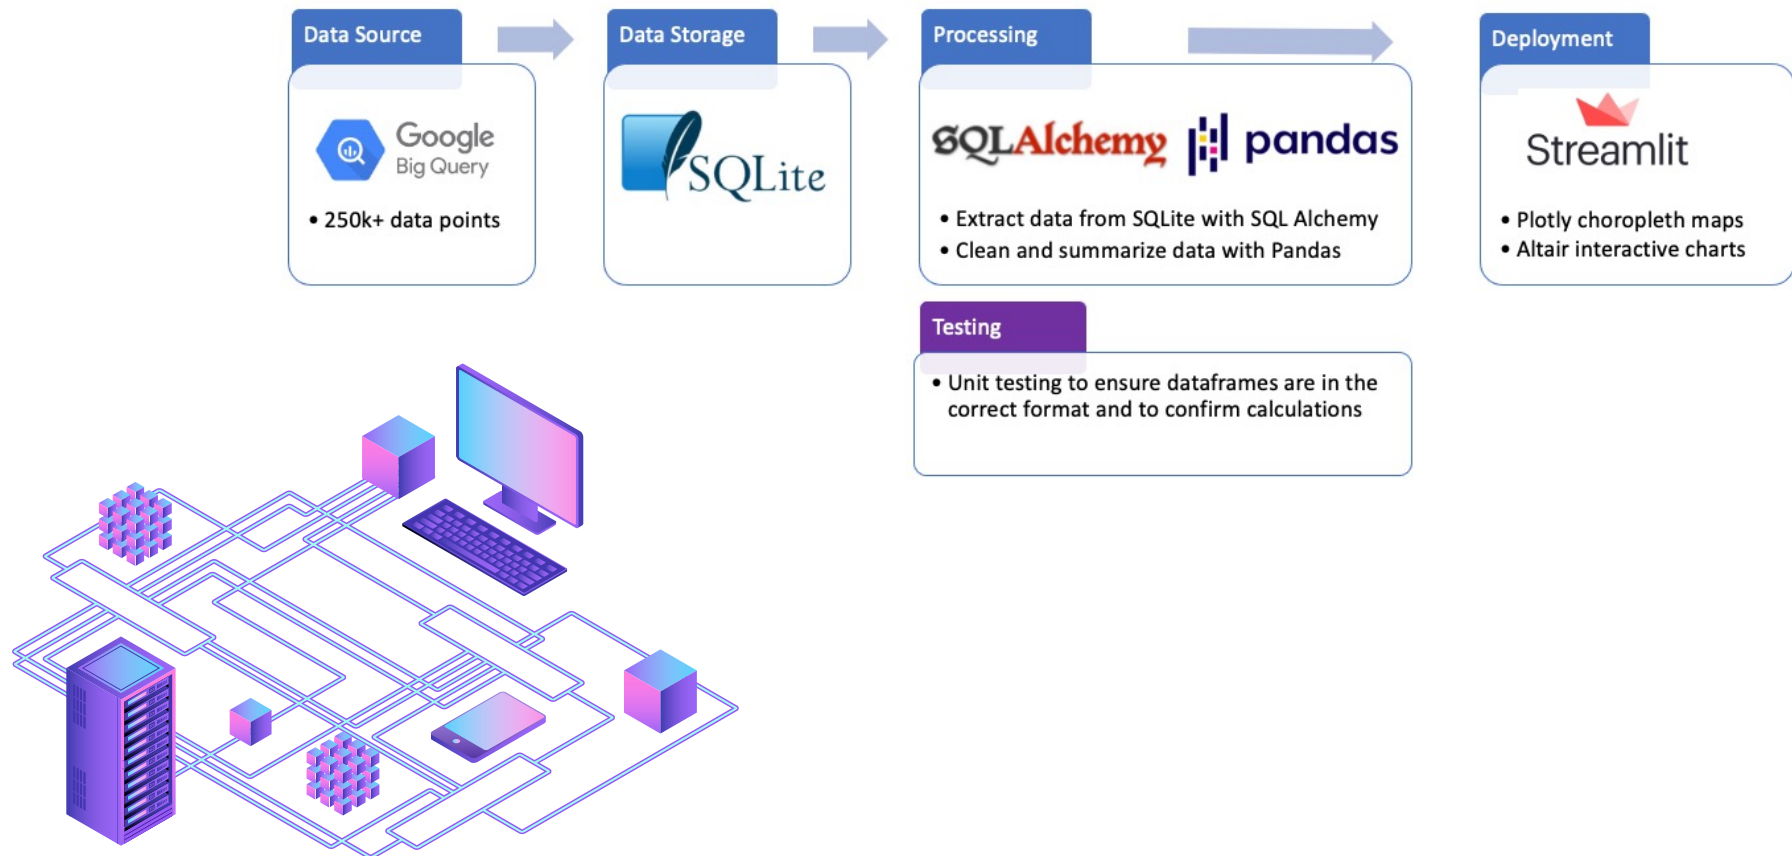 Data Source
Data Storage
Processing
Deployment
Google
Big Query
• 250k+ data points
SQLite
SQLAlchemy
pandas
• Extract data from SQLite with SQL Alchemy
• Clean and summarize data with Pandas
Streamlit
• Plotly choropleth maps
• Altair interactive charts
Testing
• Unit testing to ensure dataframes are in the
correct format and to confirm calculations